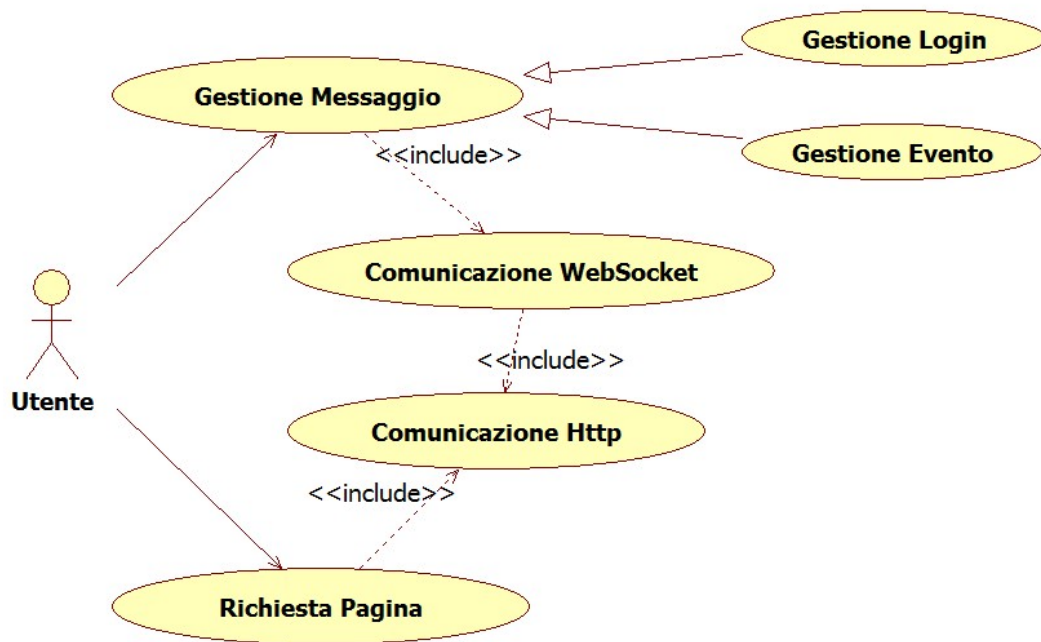 Gestione Login
Gestione Messaggio
Gestione Evento
<<include>>
Comunicazione WebSocket
<<include>>
Utente
Comunicazione Http
<<include>>
Richiesta Pagina